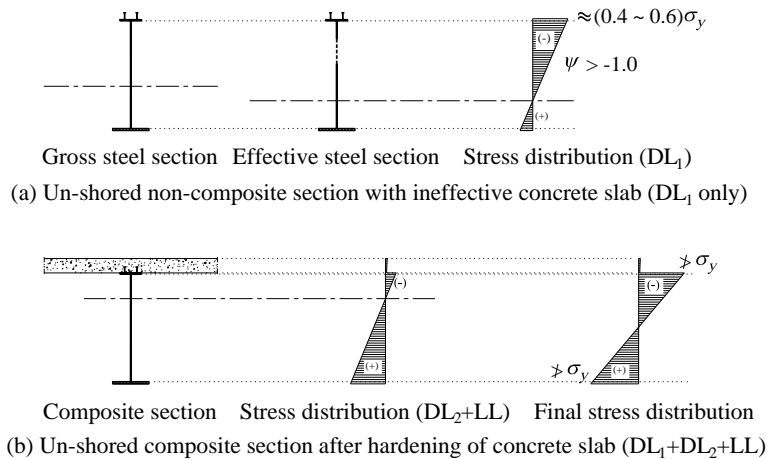 ≈(0.4 ~ 0.6)σy
(-)
ψ > -1.0
(+)
Gross steel section Effective steel section Stress distribution (DL1)
(a) Un-shored non-composite section with ineffective concrete slab (DL1 only)
≯ σy
(-) (-)
(+) (+)
≯ σy
Composite section Stress distribution (DL2+LL) Final stress distribution
(b) Un-shored composite section after hardening of concrete slab (DL1+DL2+LL)